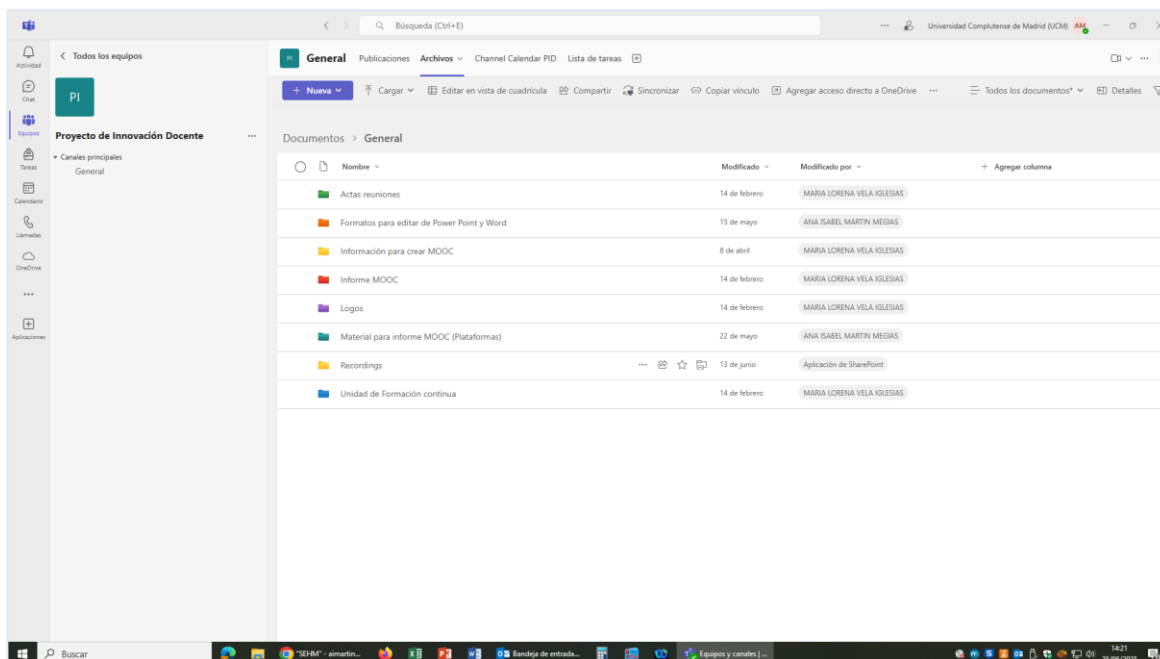 Búsqueda (Ctrl+E)
Universidad Complutense de Madrid (UCM) AM
Actividad
Chat
Equipos
Tareas
Calendario
Llamadas
OneDrive
Aplicaciones
Todos los equipos
PI
Proyecto de Innovación Docente
Canales principales
General
PI General Publicaciones Archivos Channel Calendar PID Lista de tareas
+ Nueva Cargar Editar en vista de cuadrícula Compartir Sincronizar Copiar vínculo Agregar acceso directo a OneDrive Todos los documentos* Detalles
Documentos > General
Nombre Modificado Modificado por + Agregar columna
Actas reuniones 14 de febrero MARIA LORENA VELA IGLESIAS
Formatos para editar de Power Point y Word 15 de mayo ANA ISABEL MARTIN MEGIAS
Información para crear MOOC 8 de abril MARIA LORENA VELA IGLESIAS
Informe MOOC 14 de febrero MARIA LORENA VELA IGLESIAS
Logos 14 de febrero MARIA LORENA VELA IGLESIAS
Material para informe MOOC (Plataformas) 22 de mayo ANA ISABEL MARTIN MEGIAS
Recordings 13 de junio Aplicación de SharePoint
Unidad de Formación continua 14 de febrero MARIA LORENA VELA IGLESIAS
Buscar "SEHM" - aimartin... Bandeja de entrada... Equipos y canales | ... 14:21